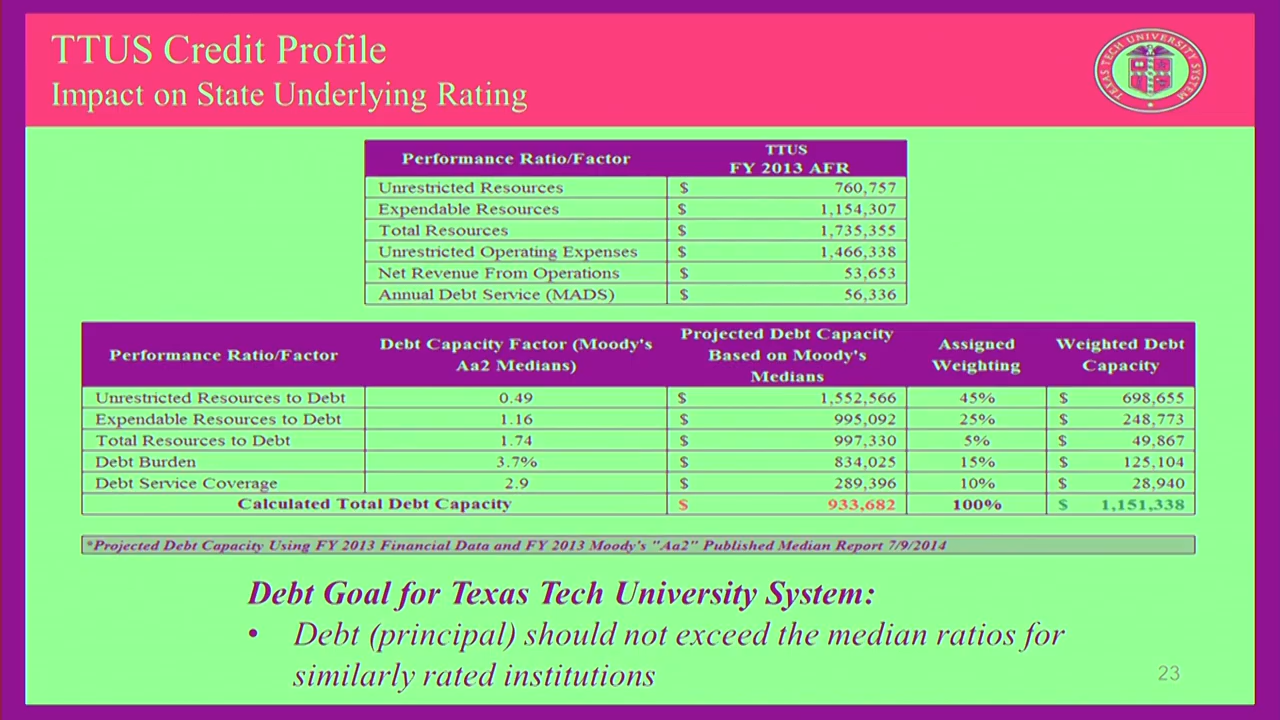 TTUS Credit Profile
Impact on State Underlying Rating
TEXAS TECH UNIVERSITY SYSTEM
Performance Ratio/Factor TTUS FY 2013 AFR
Unrestricted Resources $ 760,757
Expendable Resources $ 1,154,307
Total Resources $ 1,735,355
Unrestricted Operating Expenses $ 1,466,338
Net Revenue From Operations $ 53,653
Annual Debt Service (MADS) $ 56,336
Performance Ratio/Factor Debt Capacity Factor (Moody's Aa2 Medians) Projected Debt Capacity Based on Moody's Medians Assigned Weighting Weighted Debt Capacity
Unrestricted Resources to Debt 0.49 $ 1,552,566 45% $ 698,655
Expendable Resources to Debt 1.16 $ 995,092 25% $ 248,773
Total Resources to Debt 1.74 $ 997,330 5% $ 49,867
Debt Burden 3.7% $ 834,025 15% $ 125,104
Debt Service Coverage 2.9 $ 289,396 10% $ 28,940
Calculated Total Debt Capacity $ 933,682 100% $ 1,151,338
*Projected Debt Capacity Using FY 2013 Financial Data and FY 2013 Moody's "Aa2" Published Median Report 7/9/2014
Debt Goal for Texas Tech University System:
• Debt (principal) should not exceed the median ratios for
similarly rated institutions
23